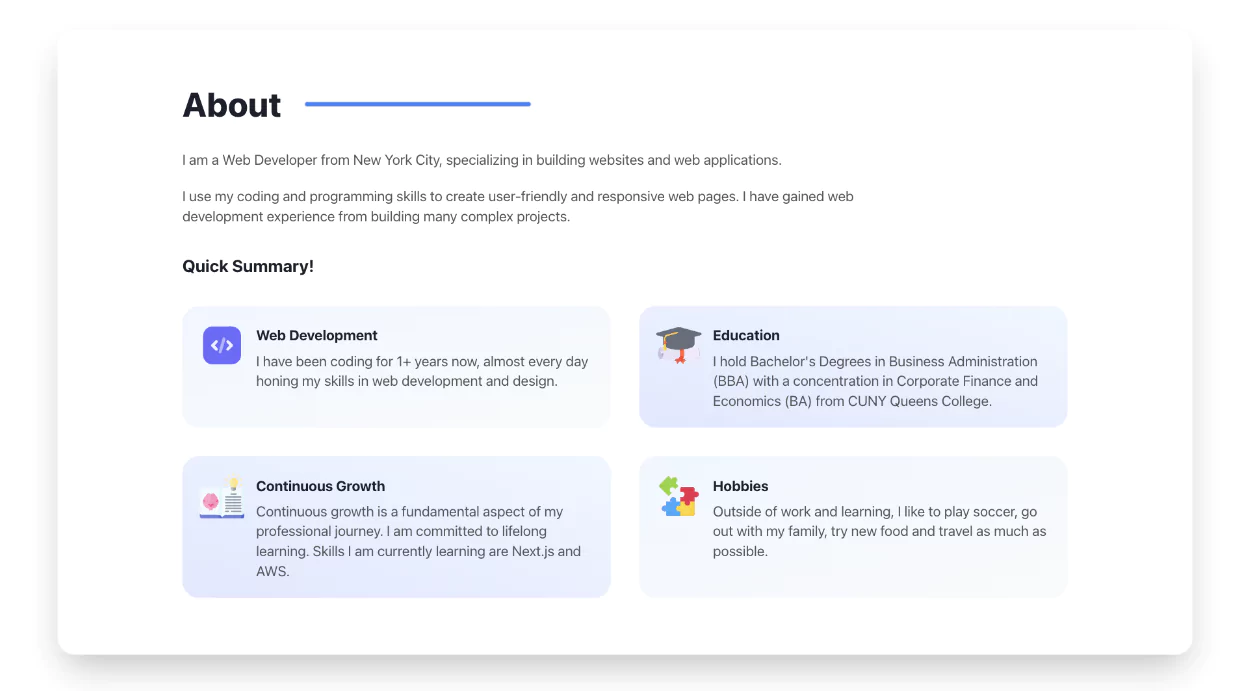 About
I am a Web Developer from New York City, specializing in building websites and web applications.
I use my coding and programming skills to create user-friendly and responsive web pages. I have gained web
development experience from building many complex projects.
Quick Summary!
Web Development
I have been coding for 1+ years now, almost every day
honing my skills in web development and design.
Education
I hold Bachelor's Degrees in Business Administration
(BBA) with a concentration in Corporate Finance and
Economics (BA) from CUNY Queens College.
Continuous Growth
Continuous growth is a fundamental aspect of my
professional journey. I am committed to lifelong
learning. Skills I am currently learning are Next.js and
AWS.
Hobbies
Outside of work and learning, I like to play soccer, go
out with my family, try new food and travel as much as
possible.